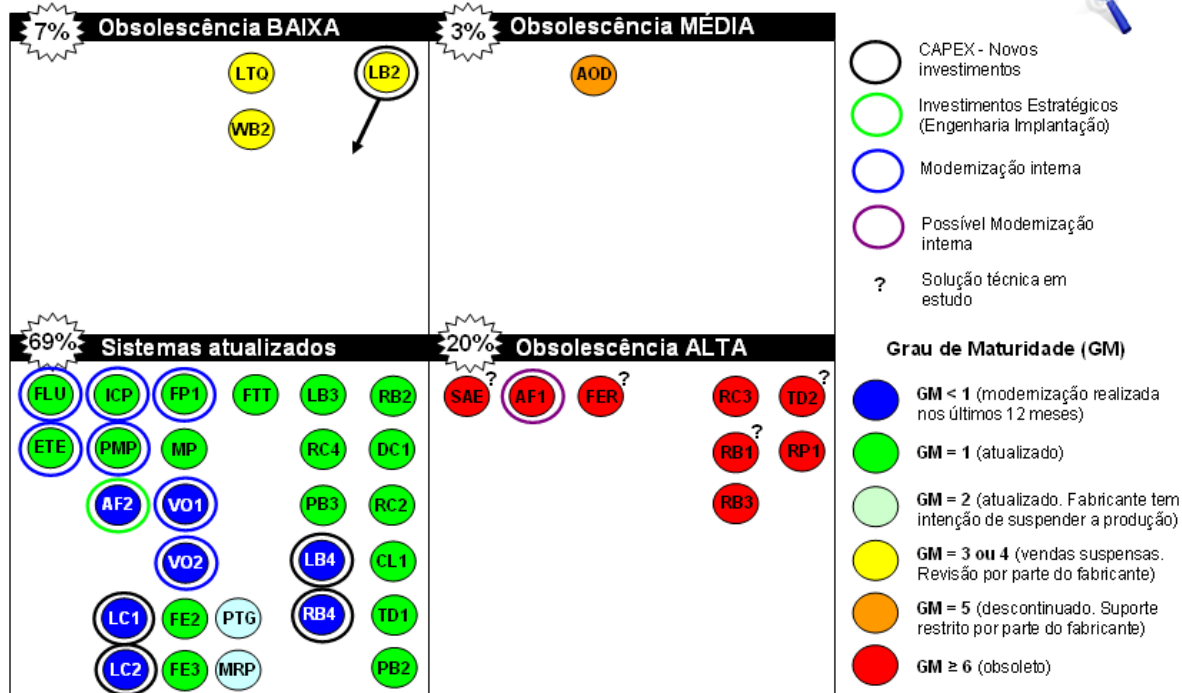 7% Obsolescência BAIXA
3% Obsolescência MÉDIA
LTQ
LB2
WB2
AOD
69% Sistemas atualizados
20% Obsolescência ALTA
FLU ICP FP1 FTT LB3 RB2
ETE PMP MP RC4 DC1
AF2 VO1 PB3 RC2
VO2 LB4 CL1
LC1 FE2 PTG RB4 TD1
LC2 FE3 MRP PB2
SAE ? AF1 FER ? RC3 TD2 ?
RB1 ? RP1
RB3
CAPEX - Novos
investimentos
Investimentos Estratégicos
(Engenharia Implantação)
Modernização interna
Possível Modernização
interna
? Solução técnica em
estudo
Grau de Maturidade (GM)
GM < 1 (modernização realizada
nos últimos 12 meses)
GM = 1 (atualizado)
GM = 2 (atualizado. Fabricante tem
intenção de suspender a produção)
GM = 3 ou 4 (vendas suspensas.
Revisão por parte do fabricante)
GM = 5 (descontinuado. Suporte
restrito por parte do fabricante)
GM ≥ 6 (obsoleto)